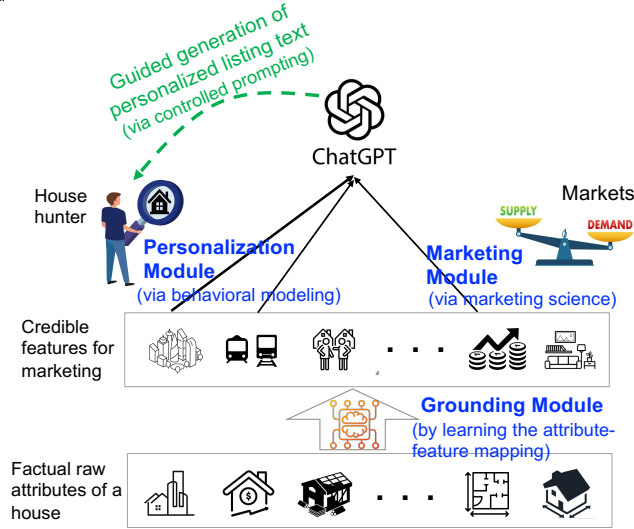 Guided generation of
personalized listing text
(via controlled prompting)
ChatGPT
House
hunter
Markets
SUPPLY
DEMAND
Personalization
Module
(via behavioral modeling)
Marketing
Module
(via marketing science)
Credible
features for
marketing
. . .
Grounding Module
(by learning the attribute-
feature mapping)
Factual raw
attributes of a
house
$
. . .